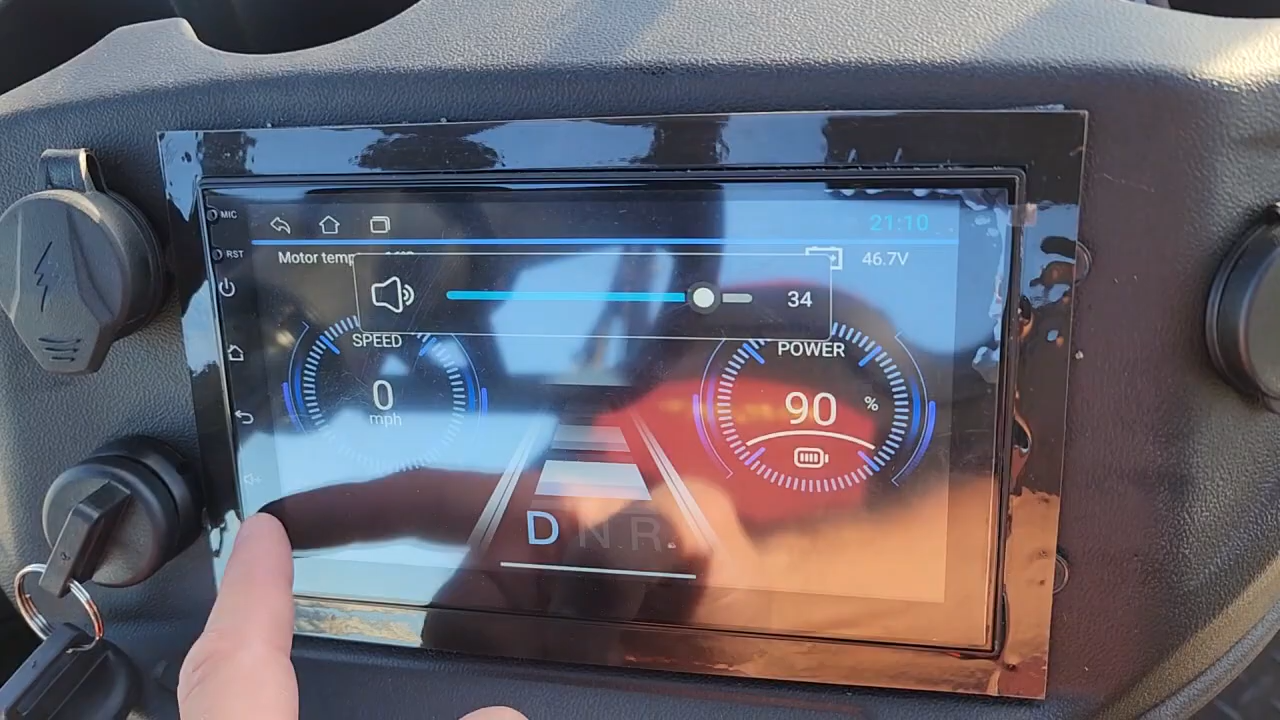 MIC
21:10
RST
Motor temp
46.7V
34
SPEED
POWER
0
mph
90 %
D N R